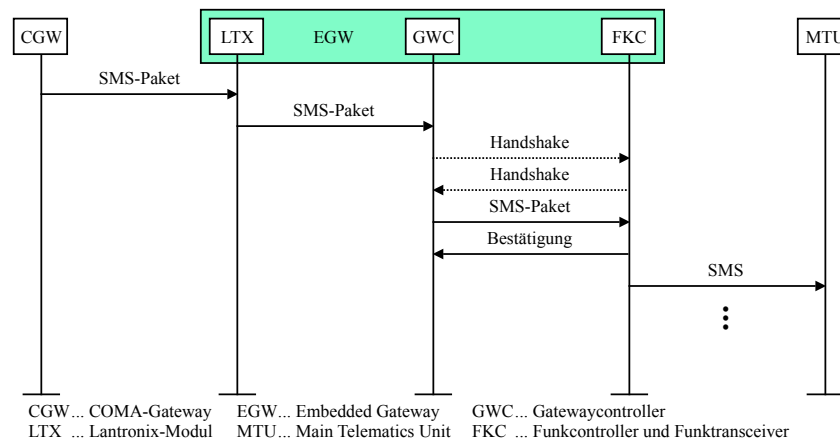 CGW LTX EGW GWC FKC MTU
SMS-Paket
SMS-Paket
Handshake
Handshake
SMS-Paket
Bestätigung
SMS
CGW... COMA-Gateway EGW... Embedded Gateway GWC... Gatewaycontroller
LTX ... Lantronix-Modul MTU... Main Telematics Unit FKC ... Funkcontroller und Funktransceiver